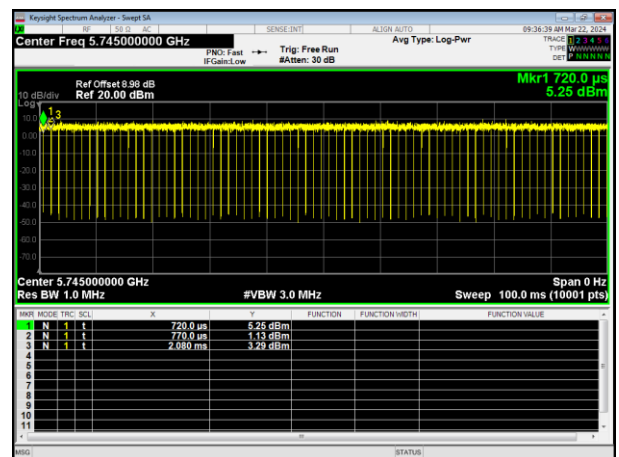 Keysight Spectrum Analyzer - Swept SA
RF 50 Ω AC SENSE:INT ALIGN AUTO 09:36:39 AM Mar 22, 2024
Center Freq 5.745000000 GHz
PNO: Fast
IFGain:Low
Trig: Free Run
#Atten: 30 dB
Avg Type: Log-Pwr
TRACE 1 2 3 4 5 6
TYPE WWWWWW
DET P N N N N N
Mkr1 720.0 µs
5.25 dBm
Ref Offset 8.98 dB
10 dB/div Ref 20.00 dBm
Log
1 3
10.0
0.00
-10.0
-20.0
-30.0
-40.0
-50.0
-60.0
-70.0
Center 5.745000000 GHz Span 0 Hz
Res BW 1.0 MHz #VBW 3.0 MHz Sweep 100.0 ms (10001 pts)
MKR MODE TRC SCL X Y FUNCTION FUNCTION WIDTH FUNCTION VALUE
1 N 1 t 720.0 µs 5.25 dBm
2 N 1 t 770.0 µs 1.13 dBm
3 N 1 t 2.080 ms 3.29 dBm
4
5
6
7
8
9
10
11
MSG STATUS